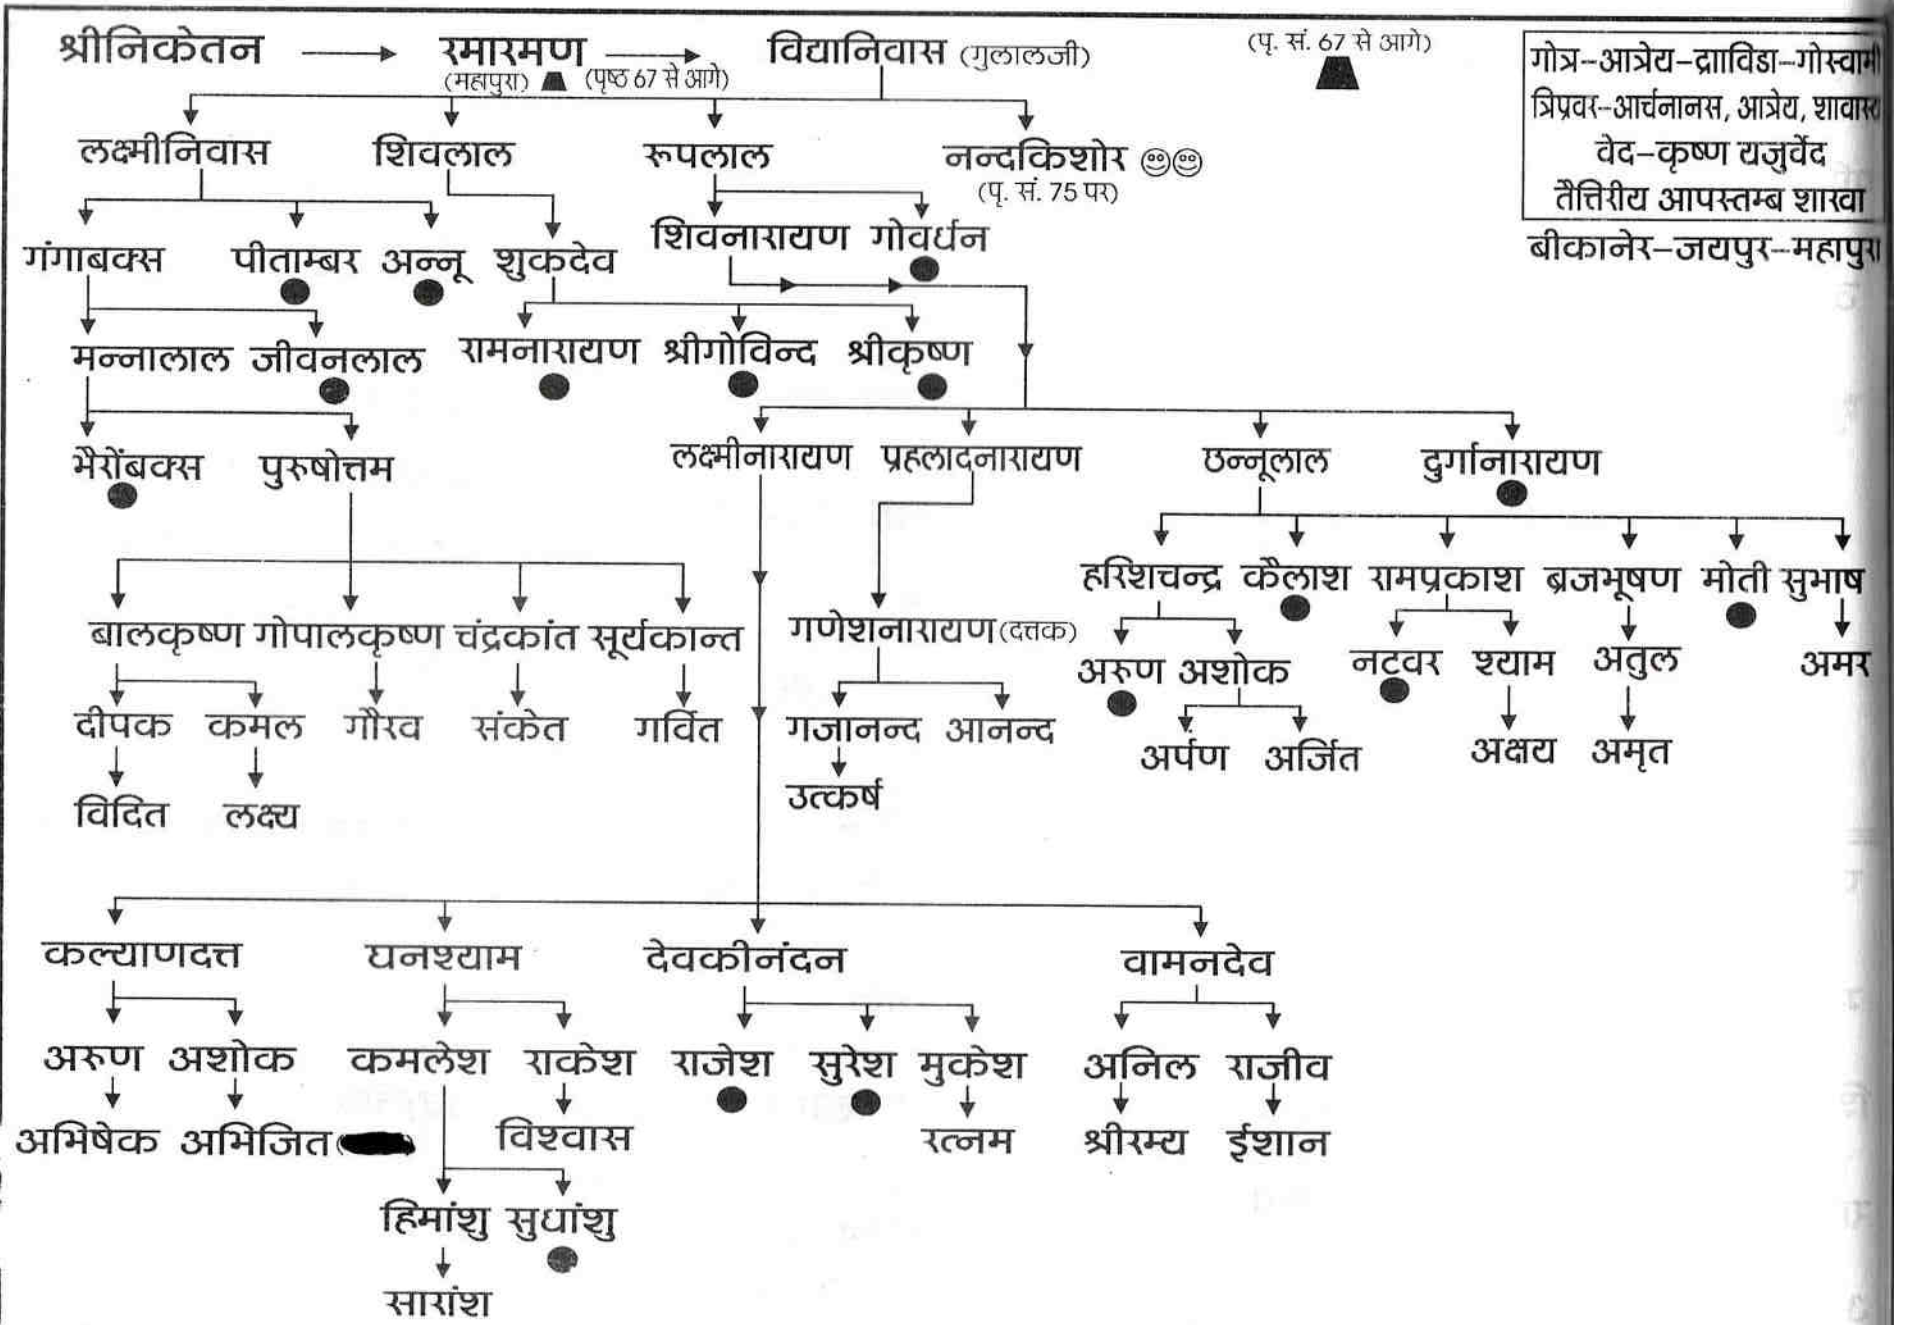 श्रीनिकेतन रमारमण विद्यानिवास (गुलालजी) (पृ. सं. 67 से आगे)
(महापुरा) (पृष्ठ 67 से आगे)
गोत्र–आत्रेय–द्राविडा–गोस्वामी
त्रिप्रवर–आर्चनानस, आत्रेय,
वेद–कृष्ण यजुर्वेद
तैत्तिरीय आपस्तम्ब शाखा
बीकानेर–जयपुर–महापुरा
लक्ष्मीनिवास शिवलाल रूपलाल नन्दकिशोर
(पृ. सं. 75 पर)
गंगाबक्स पीताम्बर अन्नू शुकदेव शिवनारायण गोवर्धन
मन्नालाल जीवनलाल रामनारायण श्रीगोविन्द श्रीकृष्ण
भैरोंबक्स पुरुषोत्तम लक्ष्मीनारायण प्रहलादनारायण छन्नूलाल दुर्गानारायण
हरिशचन्द्र कैलाश रामप्रकाश ब्रजभूषण मोती सुभाष
बालकृष्ण गोपालकृष्ण चंद्रकांत सूर्यकान्त गणेशनारायण (दत्तक)
अरुण अशोक नटवर श्याम अतुल अमर
दीपक कमल गौरव संकेत गर्वित गजानन्द आनन्द
अर्पण अर्जित अक्षय अमृत
विदित लक्ष्य उत्कर्ष
कल्याणदत्त घनश्याम देवकीनंदन वामनदेव
अरुण अशोक कमलेश राकेश राजेश सुरेश मुकेश अनिल राजीव
अभिषेक अभिजित विश्वास रत्नम श्रीरम्य ईशान
हिमांशु सुधांशु
सारांश